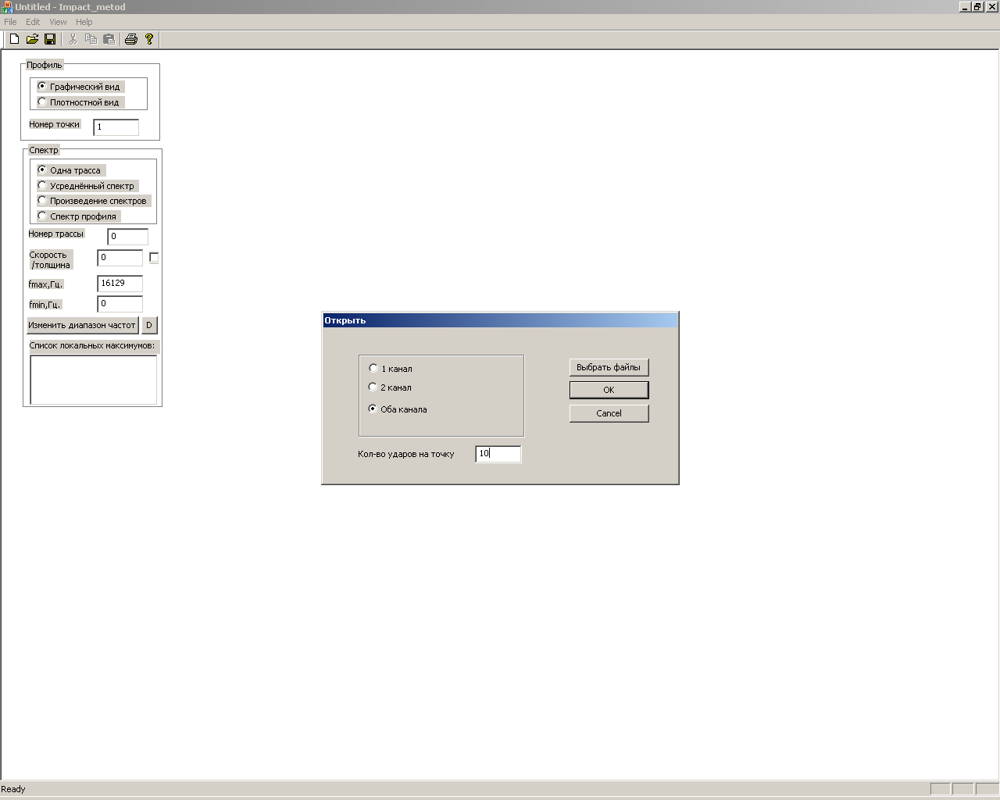 Untitled - Impact_metod
File Edit View Help
Профиль
Графический вид
Плотностной вид
Номер точки 1
Спектр
Одна трасса
Усреднённый спектр
Произведение спектров
Спектр профиля
Номер трассы 0
Скорость
/толщина 0
fmax,Гц. 16129
fmin,Гц. 0
Изменить диапазон частот D
Список локальных максимумов:
Открыть
1 канал
2 канал
Оба канала
Кол-во ударов на точку 10
Выбрать файлы
OK
Cancel
Ready